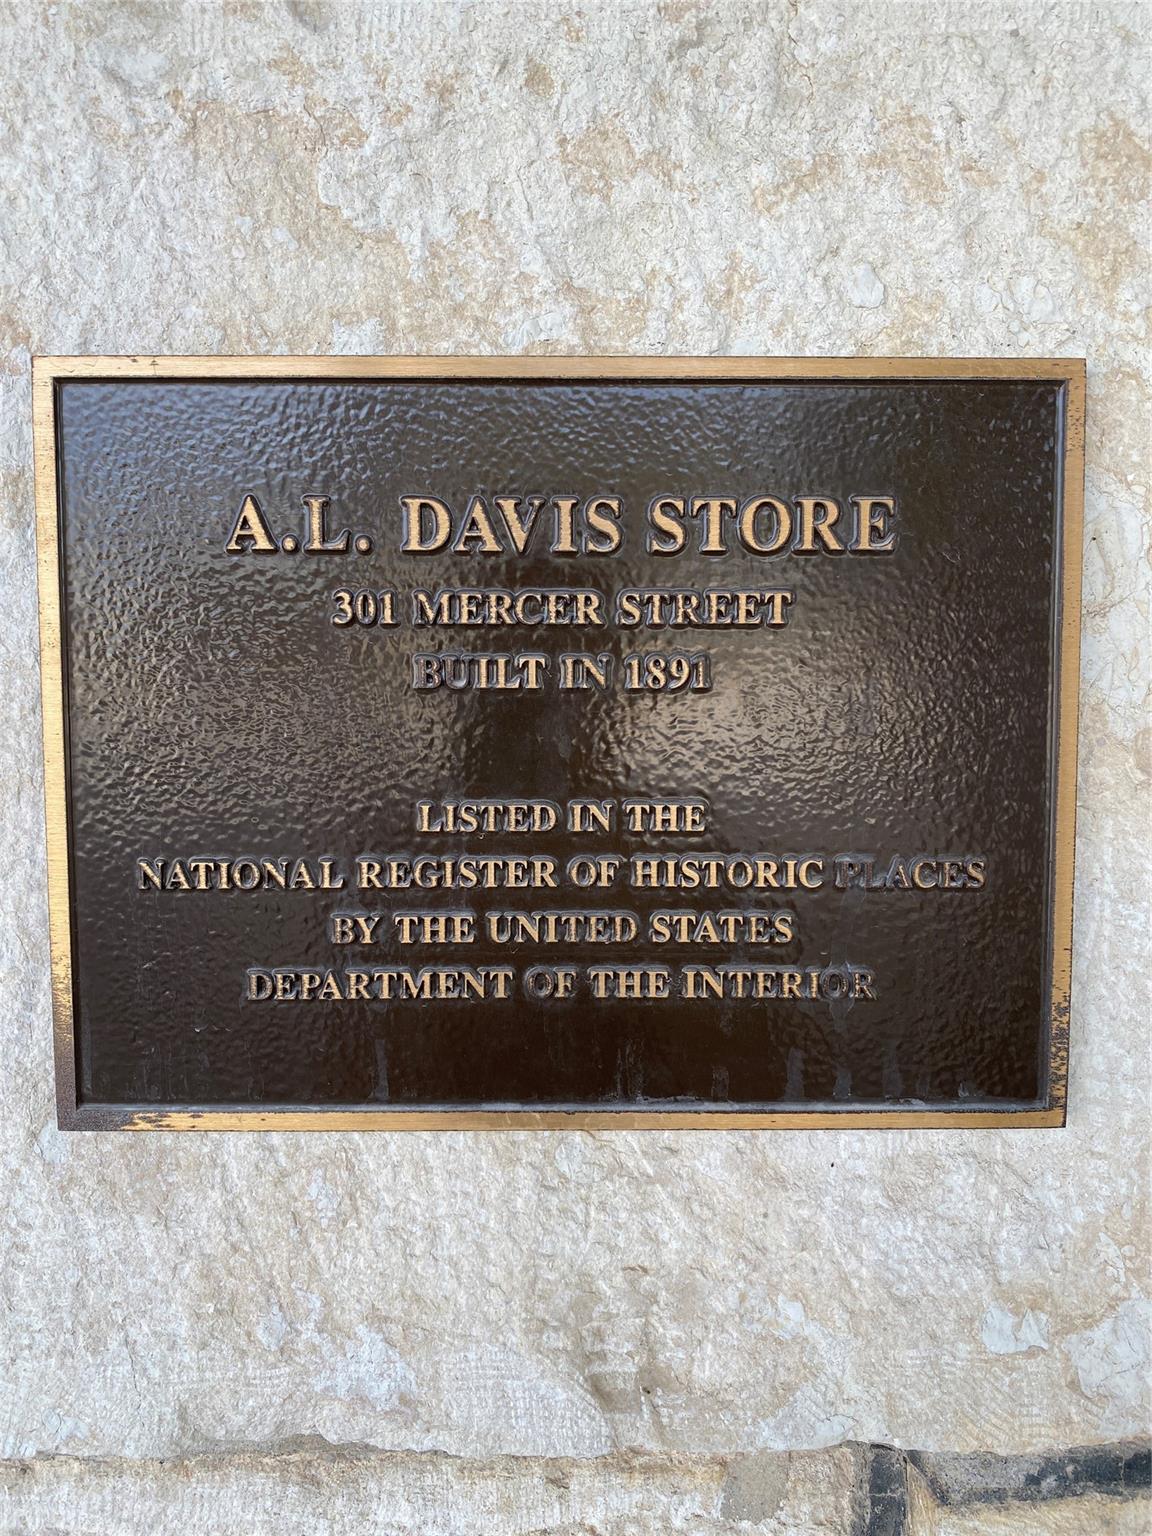 A.L. DAVIS STORE
301 MERCER STREET
BUILT IN 1891
LISTED IN THE
NATIONAL REGISTER OF HISTORIC PLACES
BY THE UNITED STATES
DEPARTMENT OF THE INTERIOR